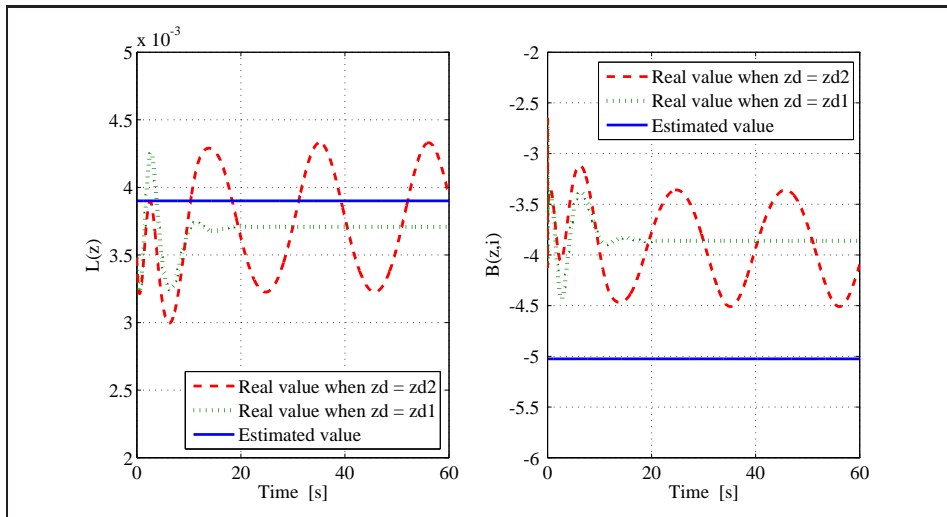 x 10⁻³
5
4.5
4
3.5
3
2.5
2
0
20
40
60
L(z)
Time [s]
Real value when zd = zd2
Real value when zd = zd1
Estimated value
-2
-2.5
-3
-3.5
-4
-4.5
-5
-5.5
-6
0
20
40
60
B(z,i)
Time [s]
Real value when zd = zd2
Real value when zd = zd1
Estimated value